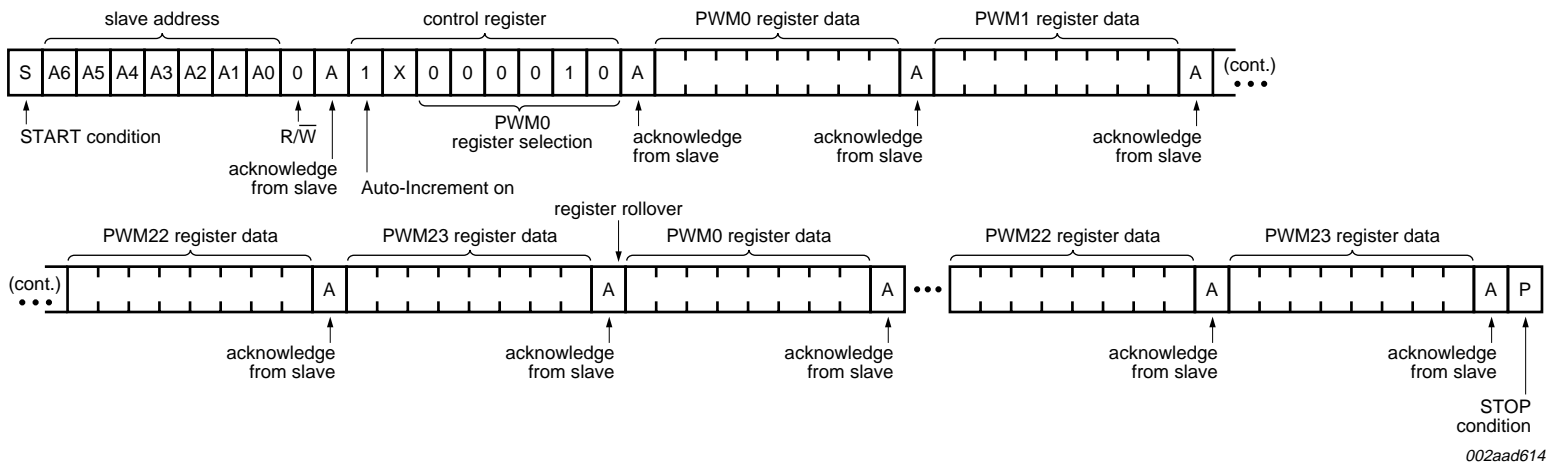 slave address control register PWM0 register data PWM1 register data
S A6 A5 A4 A3 A2 A1 A0 0 A 1 X 0 0 0 0 1 0 A A A (cont.)
START condition R/W̅ PWM0
register selection
acknowledge
from slave
Auto-Increment on
acknowledge
from slave
acknowledge
from slave
acknowledge
from slave
register rollover
PWM22 register data PWM23 register data PWM0 register data PWM22 register data PWM23 register data
(cont.) A A A A A P
acknowledge
from slave
acknowledge
from slave
acknowledge
from slave
acknowledge
from slave
acknowledge
from slave
STOP
condition
002aad614